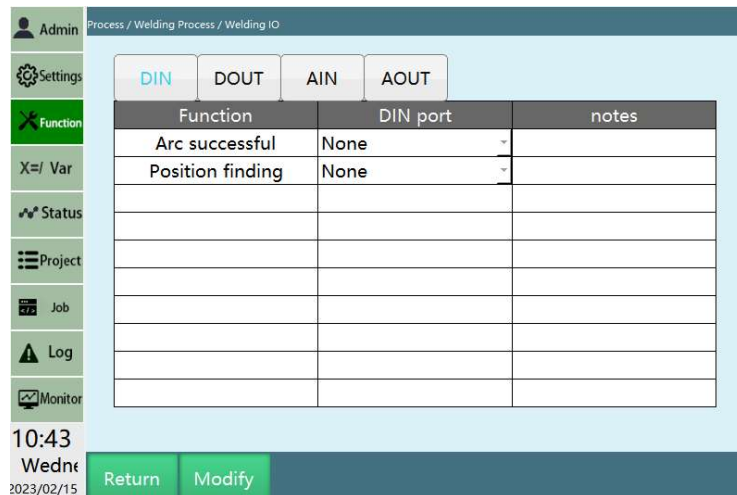 Admin
Process / Welding Process / Welding IO
Settings
Function
X=/ Var
Status
Project
Job
Log
Monitor
10:43
Wedne
2023/02/15
DIN DOUT AIN AOUT
Function DIN port notes
Arc successful None
Position finding None
Return Modify